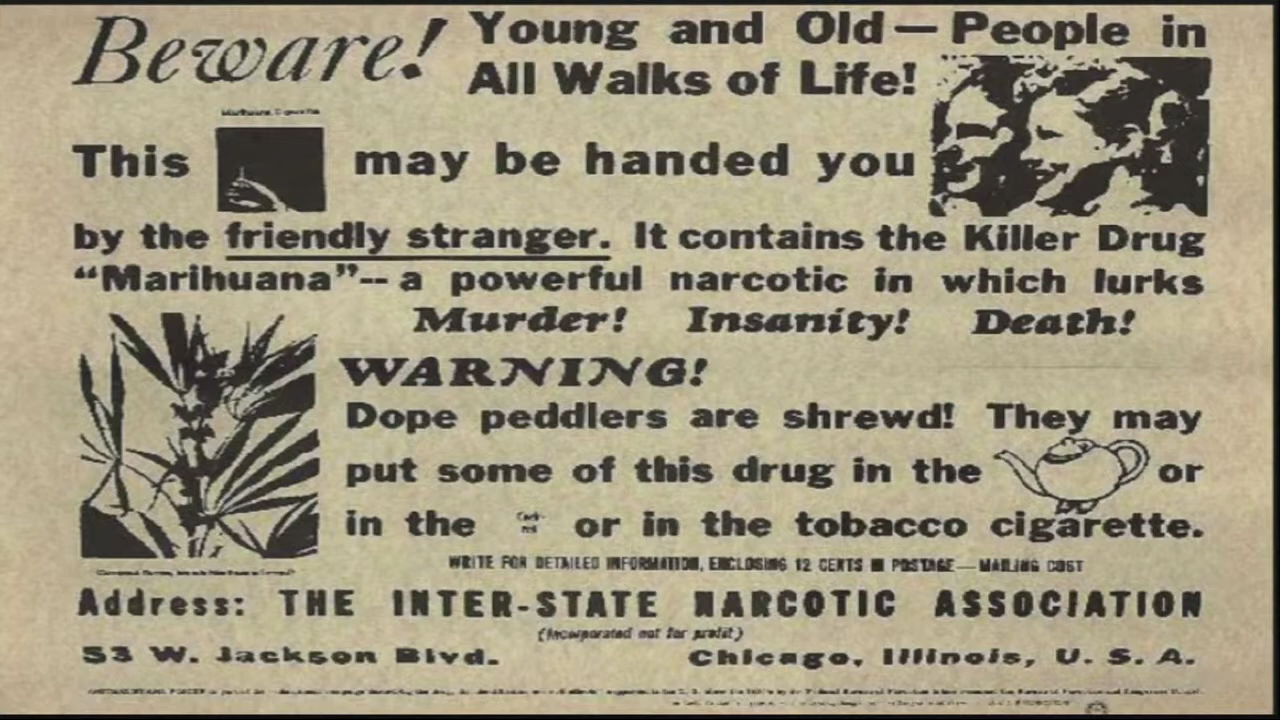 Beware! Young and Old — People in
All Walks of Life!
This may be handed you
by the friendly stranger. It contains the Killer Drug
“Marihuana”-- a powerful narcotic in which lurks
Murder! Insanity! Death!
WARNING!
Dope peddlers are shrewd! They may
put some of this drug in the or
in the or in the tobacco cigarette.
WRITE FOR DETAILED INFORMATION, ENCLOSING 12 CENTS IN POSTAGE — MAILING COST
Address: THE INTER-STATE NARCOTIC ASSOCIATION
(Incorporated not for profit)
53 W. Jackson Blvd. Chicago, Illinois, U. S. A.